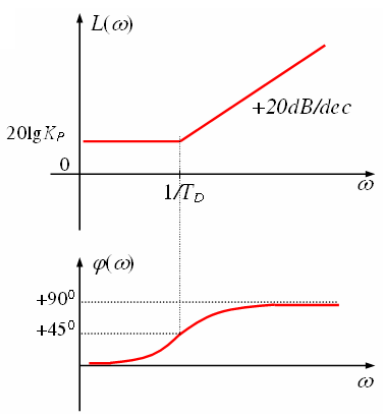 L(ω)
+20dB/dec
20lgK_P
0
1/T_D
ω
φ(ω)
+90⁰
+45⁰
ω